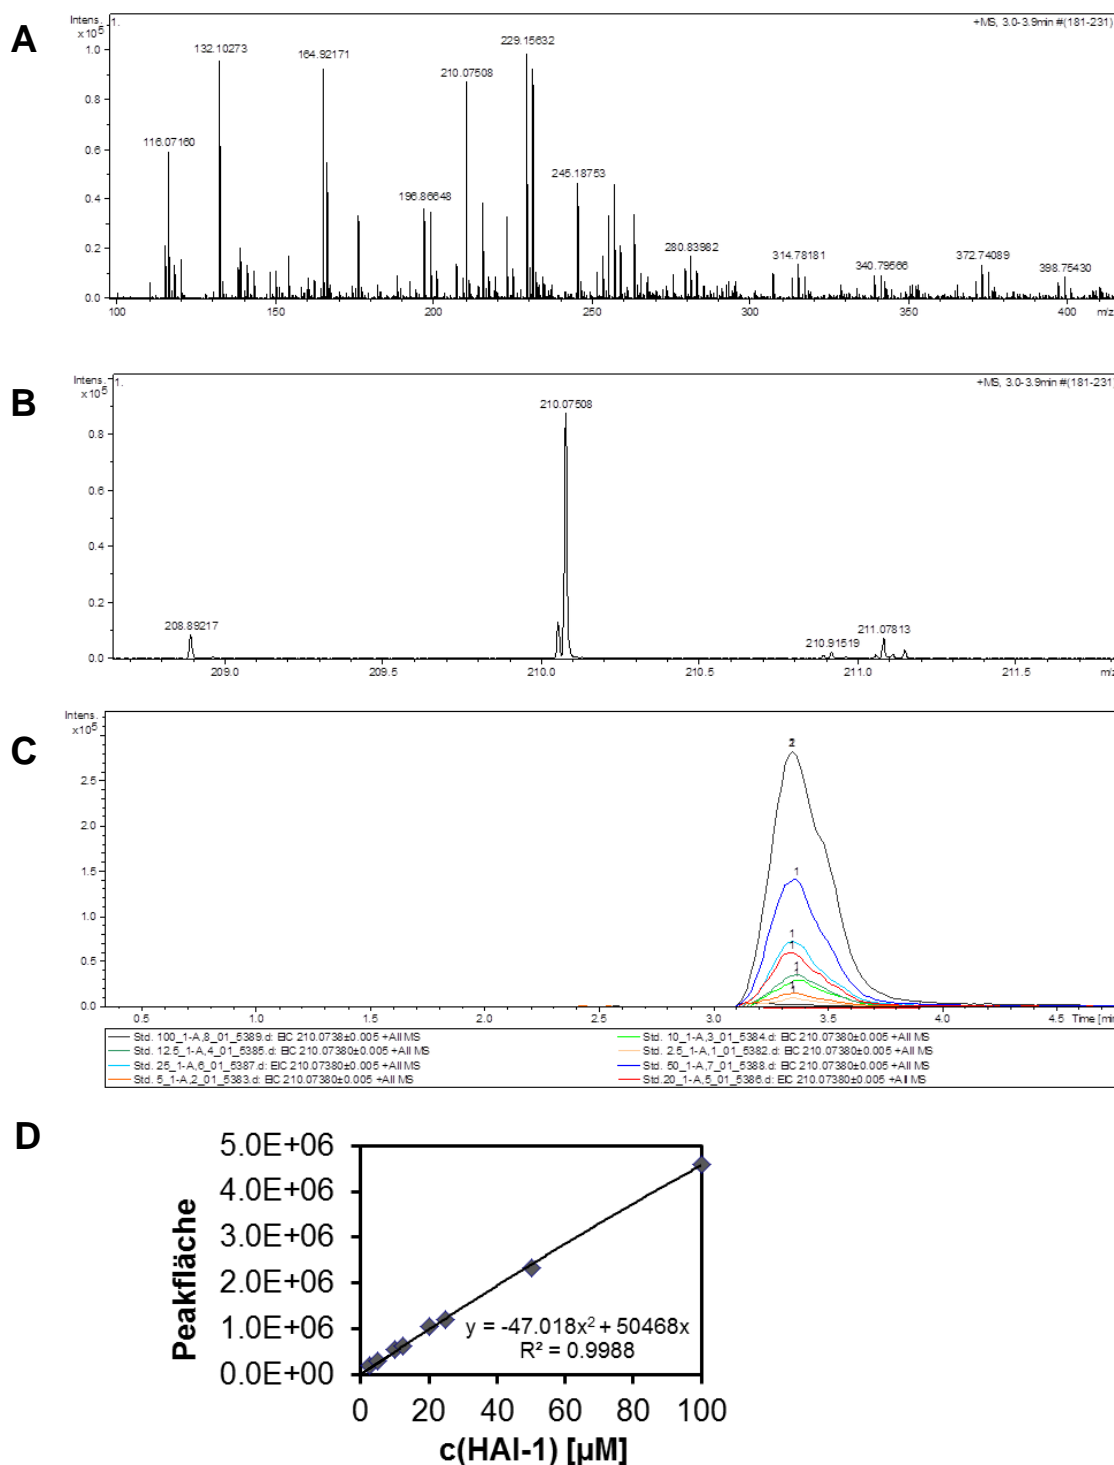 A
Intens. 1.
x10⁵
+MS, 3.0-3.9min #(181-231)
1.0
0.8
0.6
0.4
0.2
0.0
116.07160
132.10273
164.92171
196.86648
210.07508
229.15632
245.18753
280.83982
314.78181
340.79566
372.74089
398.75430
100 150 200 250 300 350 400 m/z
B
Intens. 1.
x10⁵
+MS, 3.0-3.9min #(181-231)
0.8
0.6
0.4
0.2
0.0
208.89217
210.07508
210.91519
211.07813
209.0 209.5 210.0 210.5 211.0 211.5 m/z
C
Intens.
x10⁵
2.5
2.0
1.5
1.0
0.5
0.0
1
1
1
0.5 1.0 1.5 2.0 2.5 3.0 3.5 4.0 4.5 Time [min]
Std. 100_1-A,8_01_5389.d: EIC 210.0738±0.005 +All MS
Std. 10_1-A,3_01_5384.d: EIC 210.07380±0.005 +All MS
Std. 12.5_1-A,4_01_5385.d: EIC 210.07380±0.005 +All MS
Std. 2.5_1-A,1_01_5382.d: EIC 210.07380±0.005 +All MS
Std. 25_1-A,6_01_5387.d: EIC 210.07380±0.005 +All MS
Std. 50_1-A,7_01_5388.d: EIC 210.07380±0.005 +All MS
Std. 5_1-A,2_01_5383.d: EIC 210.07380±0.005 +All MS
Std.20_1-A,5_01_5386.d: EIC 210.07380±0.005 +All MS
D
Peakfläche
5.0E+06
4.0E+06
3.0E+06
2.0E+06
1.0E+06
0.0E+00
y = -47.018x² + 50468x
R² = 0.9988
0 20 40 60 80 100
c(HAI-1) [µM]